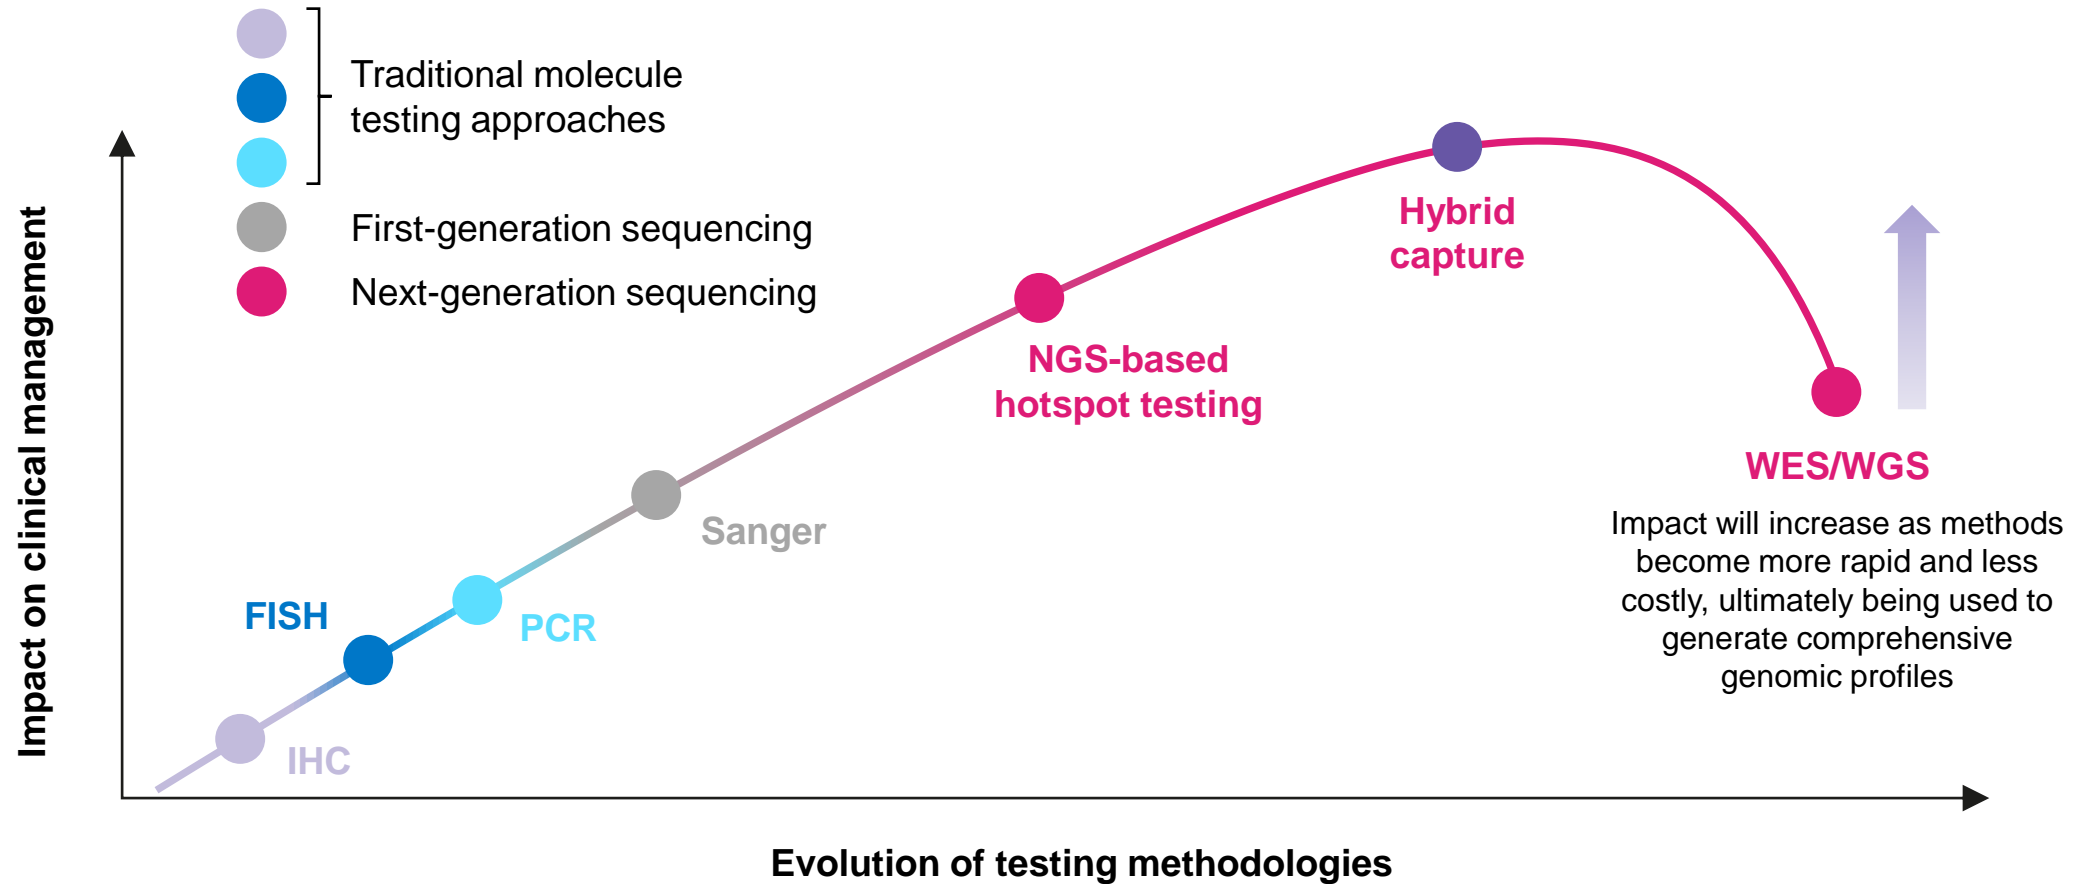 Traditional molecule
testing approaches
First-generation sequencing
Next-generation sequencing
Impact on clinical management
IHC
FISH
PCR
Sanger
NGS-based
hotspot testing
Hybrid
capture
WES/WGS
Impact will increase as methods
become more rapid and less
costly, ultimately being used to
generate comprehensive
genomic profiles
Evolution of testing methodologies